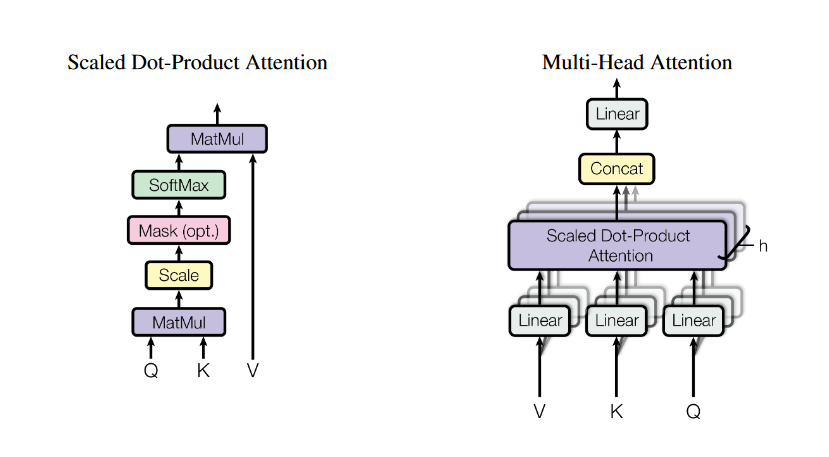 Scaled Dot-Product Attention
MatMul
SoftMax
Mask (opt.)
Scale
MatMul
Q K V
Multi-Head Attention
Linear
Concat
Scaled Dot-Product
Attention
h
Linear Linear Linear
V K Q